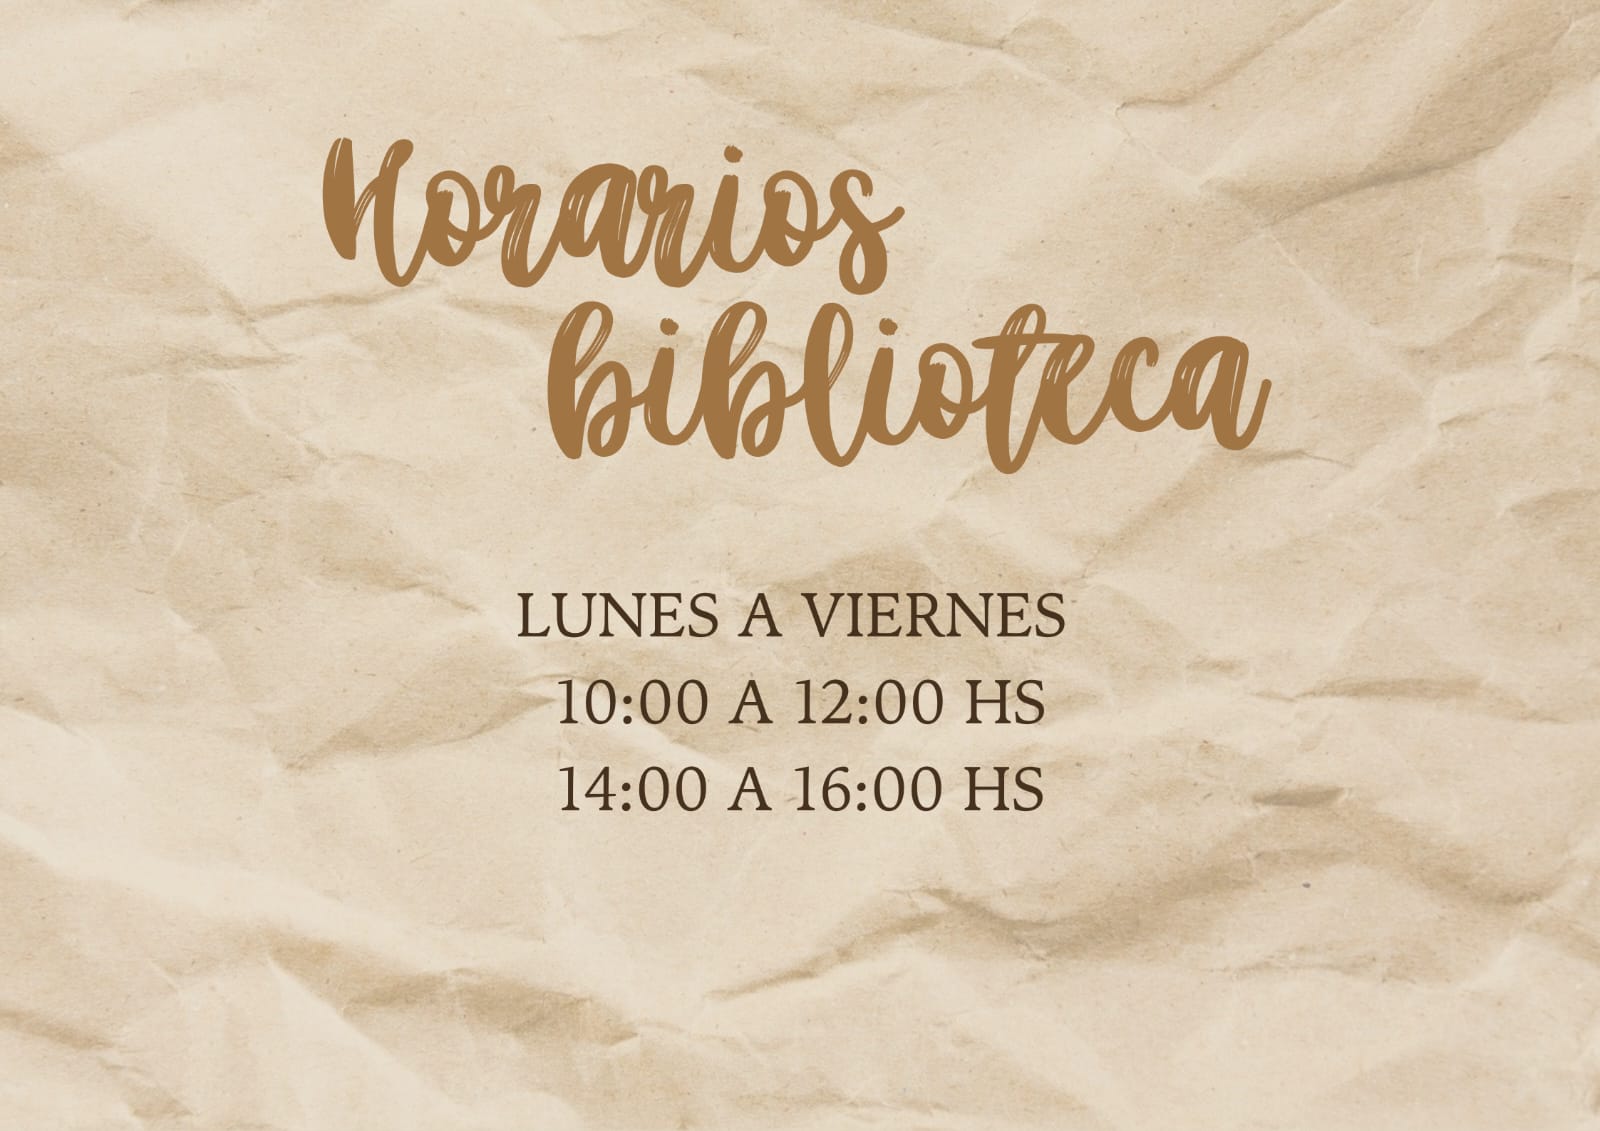 Horarios
biblioteca
LUNES A VIERNES
10:00 A 12:00 HS
14:00 A 16:00 HS